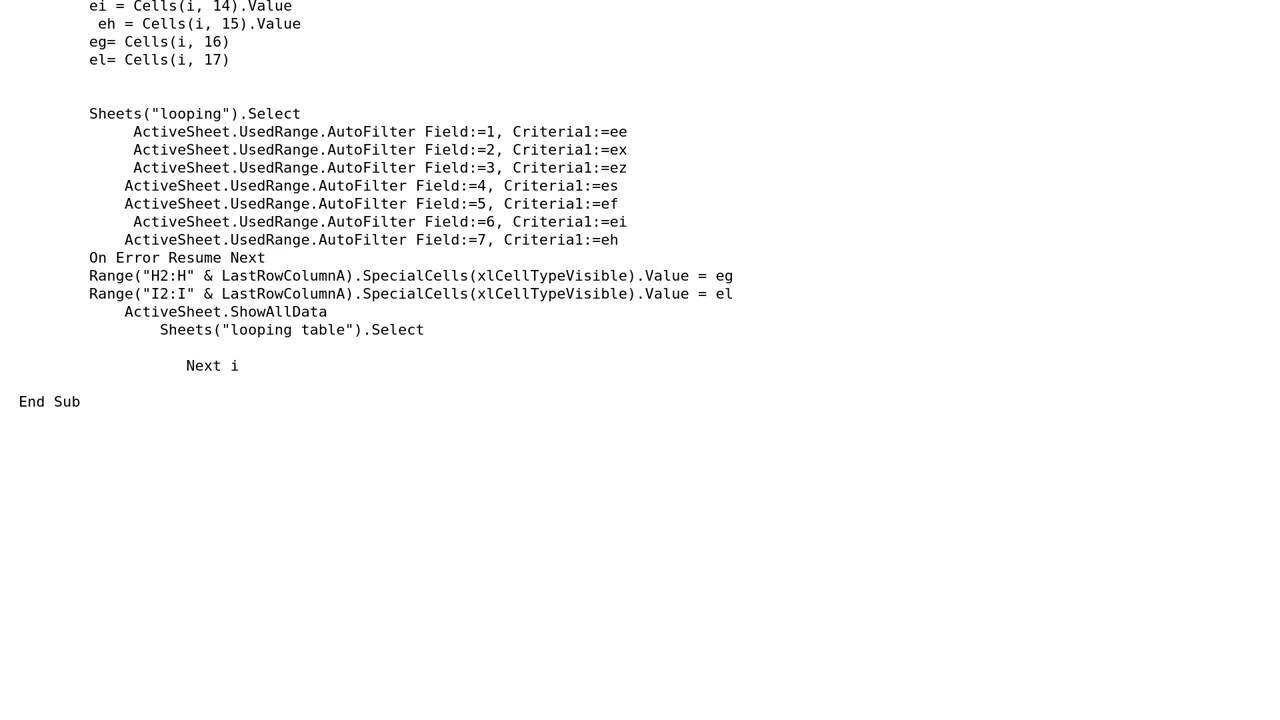 ei = Cells(i, 14).Value
eh = Cells(i, 15).Value
eg= Cells(i, 16)
el= Cells(i, 17)
Sheets("looping").Select
ActiveSheet.UsedRange.AutoFilter Field:=1, Criteria1:=ee
ActiveSheet.UsedRange.AutoFilter Field:=2, Criteria1:=ex
ActiveSheet.UsedRange.AutoFilter Field:=3, Criteria1:=ez
ActiveSheet.UsedRange.AutoFilter Field:=4, Criteria1:=es
ActiveSheet.UsedRange.AutoFilter Field:=5, Criteria1:=ef
ActiveSheet.UsedRange.AutoFilter Field:=6, Criteria1:=ei
ActiveSheet.UsedRange.AutoFilter Field:=7, Criteria1:=eh
On Error Resume Next
Range("H2:H" & LastRowColumnA).SpecialCells(xlCellTypeVisible).Value = eg
Range("I2:I" & LastRowColumnA).SpecialCells(xlCellTypeVisible).Value = el
ActiveSheet.ShowAllData
Sheets("looping table").Select
Next i
End Sub